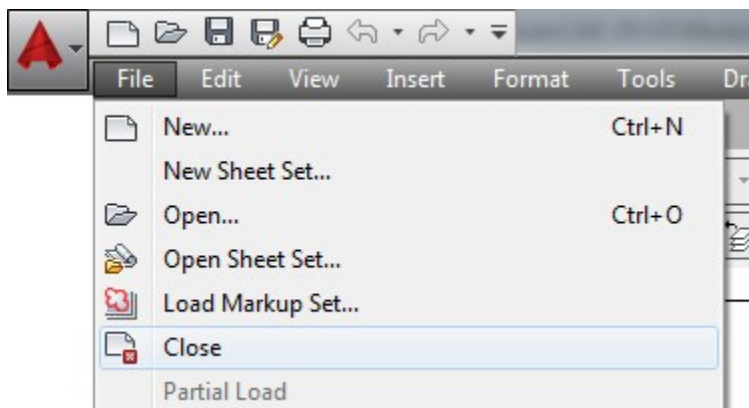 File Edit View Insert Format Tools
New... Ctrl+N
New Sheet Set...
Open... Ctrl+O
Open Sheet Set...
Load Markup Set...
Close
Partial Load